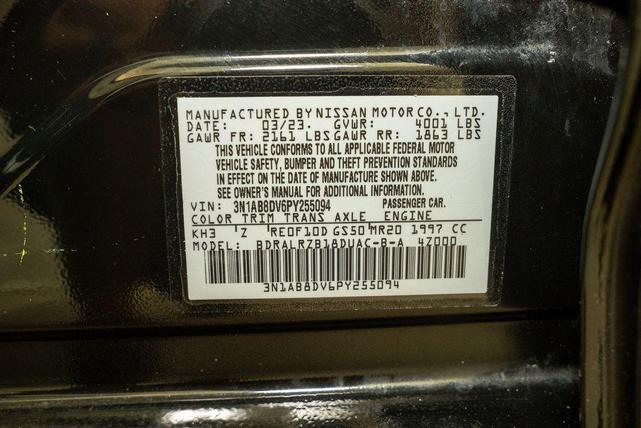 MANUFACTURED BY NISSAN MOTOR CO., LTD.
DATE: 03/23. GVWR: 4001 LBS
GAWR FR: 2161 LBS GAWR RR: 1863 LBS
THIS VEHICLE CONFORMS TO ALL APPLICABLE FEDERAL MOTOR
VEHICLE SAFETY, BUMPER AND THEFT PREVENTION STANDARDS
IN EFFECT ON THE DATE OF MANUFACTURE SHOWN ABOVE.
SEE OWNER'S MANUAL FOR ADDITIONAL INFORMATION.
VIN: 3N1AB8DV6PY255094 PASSENGER CAR.
COLOR TRIM TRANS AXLE ENGINE
KH3 'Z 'RE0F10D GS50'MR20 1997 CC
MODEL: BDRALRZB18DUAC-B-A 4Z000
3N1AB8DV6PY255094